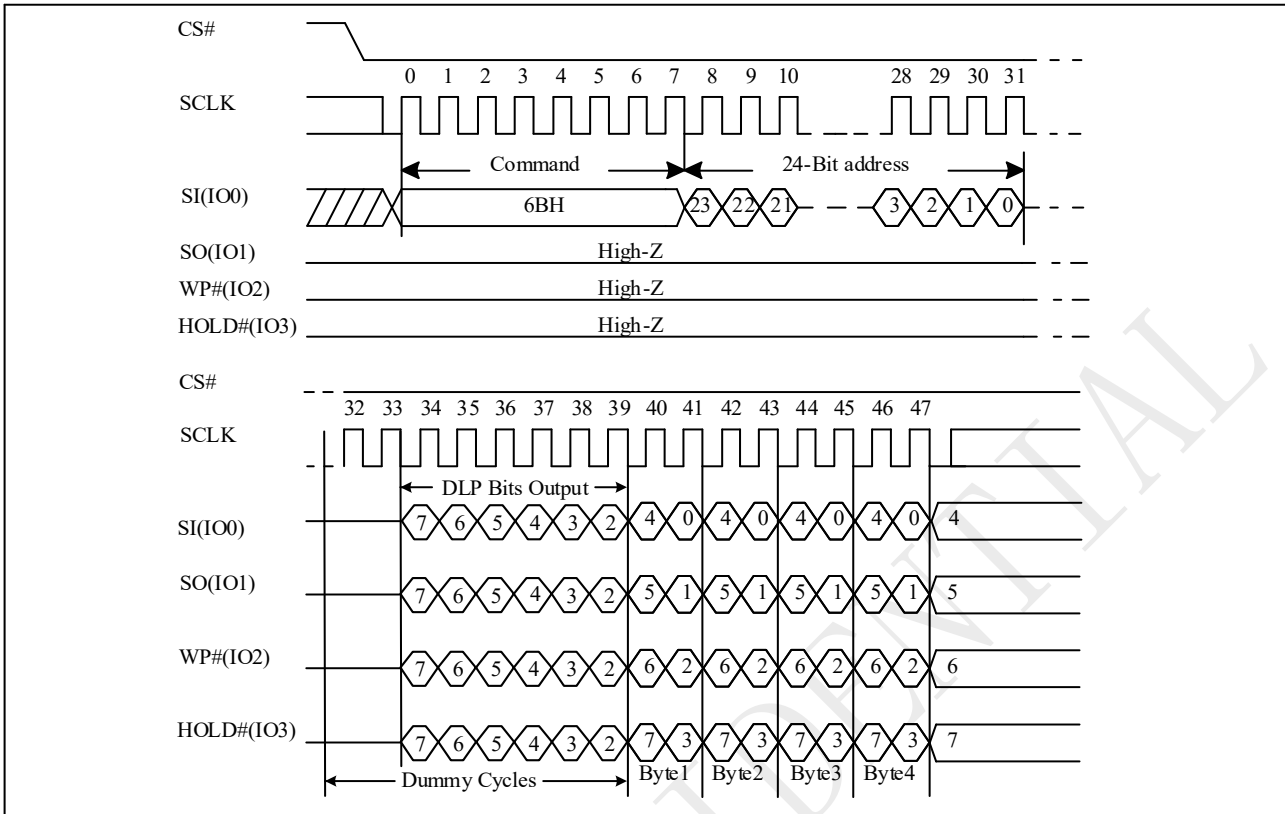 CS#
0 1 2 3 4 5 6 7 8 9 10 28 29 30 31
SCLK
Command 24-Bit address
SI(IO0) 6BH 23 22 21 3 2 1 0
SO(IO1) High-Z
WP#(IO2) High-Z
HOLD#(IO3) High-Z
CS#
32 33 34 35 36 37 38 39 40 41 42 43 44 45 46 47
SCLK
DLP Bits Output
SI(IO0) 7 6 5 4 3 2 4 0 4 0 4 0 4 0 4
SO(IO1) 7 6 5 4 3 2 5 1 5 1 5 1 5 1 5
WP#(IO2) 7 6 5 4 3 2 6 2 6 2 6 2 6 2 6
HOLD#(IO3) 7 6 5 4 3 2 7 3 7 3 7 3 7 3 7
Dummy Cycles Byte1 Byte2 Byte3 Byte4